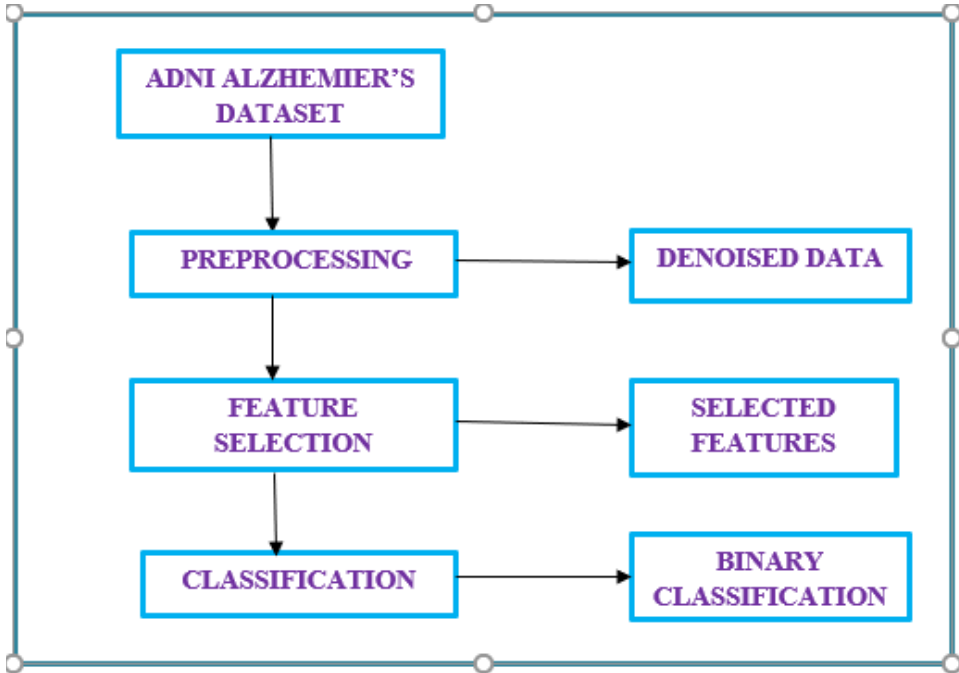 ADNI ALZHEMIER’S
DATASET
PREPROCESSING
DENOISED DATA
FEATURE
SELECTION
SELECTED
FEATURES
CLASSIFICATION
BINARY
CLASSIFICATION